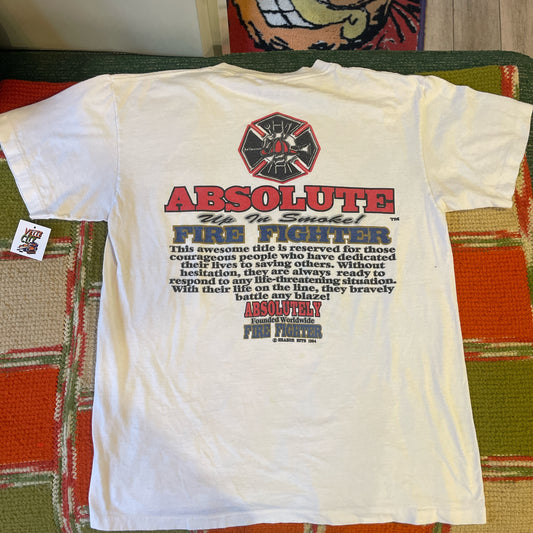 ABSOLUTE
Up In Smoke!
TM
FIRE FIGHTER
This awesome title is reserved for those
courageous people who have dedicated
their lives to saving others. Without
hesitation, they are always ready to
respond to any life-threatening situation.
With their life on the line, they bravely
battle any blaze!
ABSOLUTELY
Founded Worldwide
FIRE FIGHTER